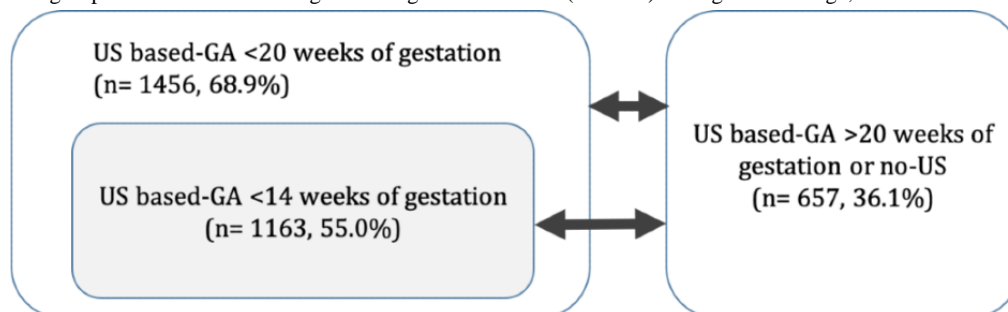 US based-GA <20 weeks of gestation
(n= 1456, 68.9%)
US based-GA <14 weeks of gestation
(n= 1163, 55.0%)
US based-GA >20 weeks of
gestation or no-US
(n= 657, 36.1%)